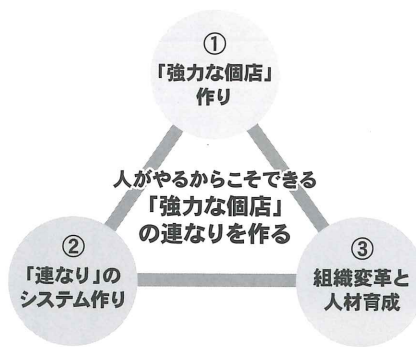 ①
「強力な個店」
作り
人がやるからこそできる
「強力な個店」
の連なりを作る
②
「連なり」の
システム作り
③
組織変革と
人材育成